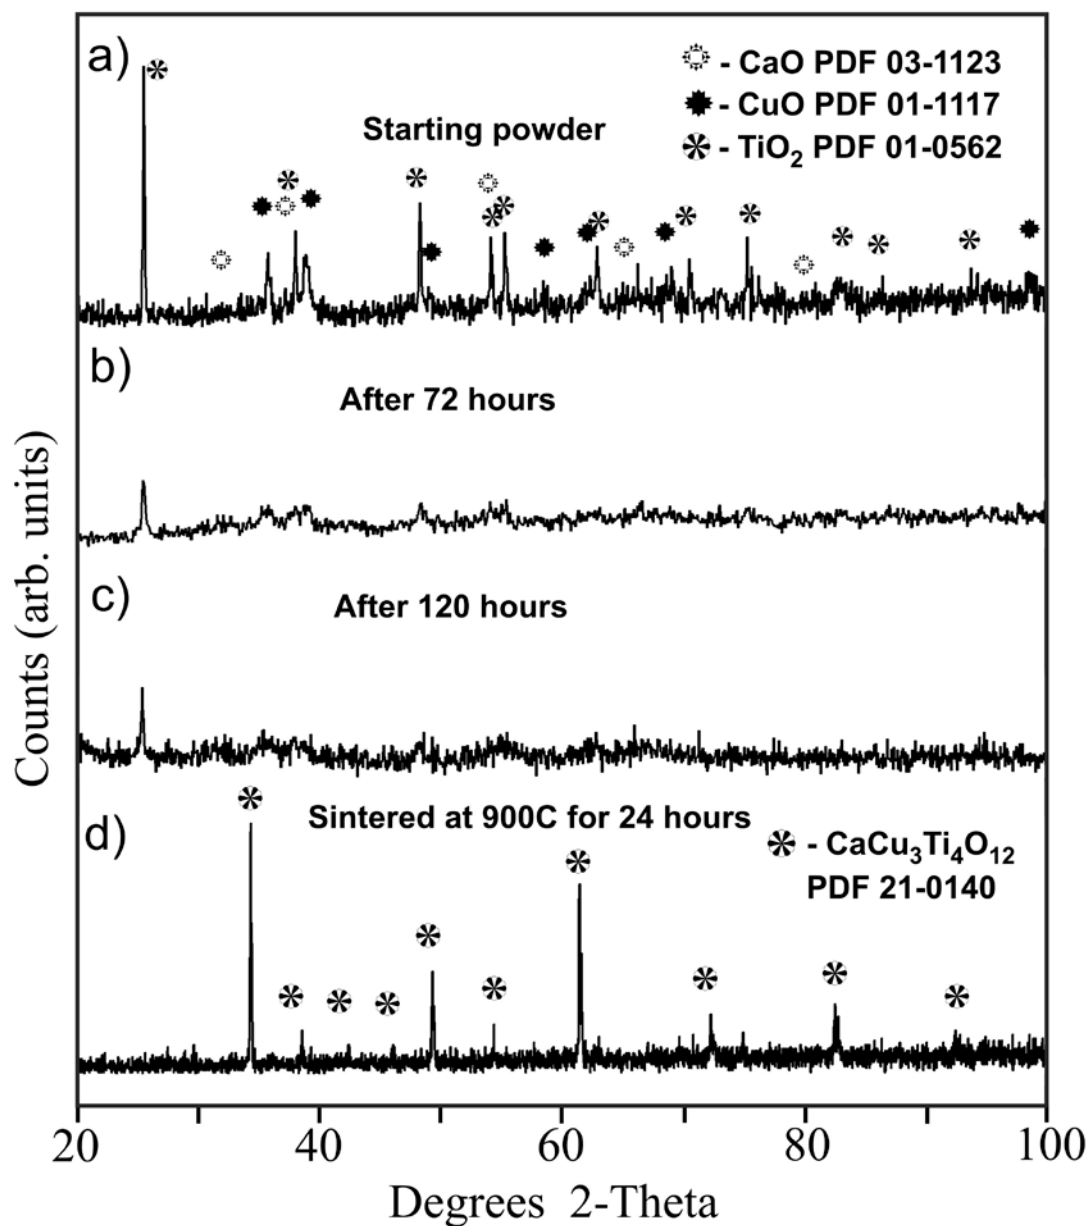 a)
- CaO PDF 03-1123
- CuO PDF 01-1117
- TiO₂ PDF 01-0562
Starting powder
b)
After 72 hours
c)
After 120 hours
d)
Sintered at 900C for 24 hours
- CaCu₃Ti₄O₁₂
PDF 21-0140
Counts (arb. units)
20 40 60 80 100
Degrees 2-Theta